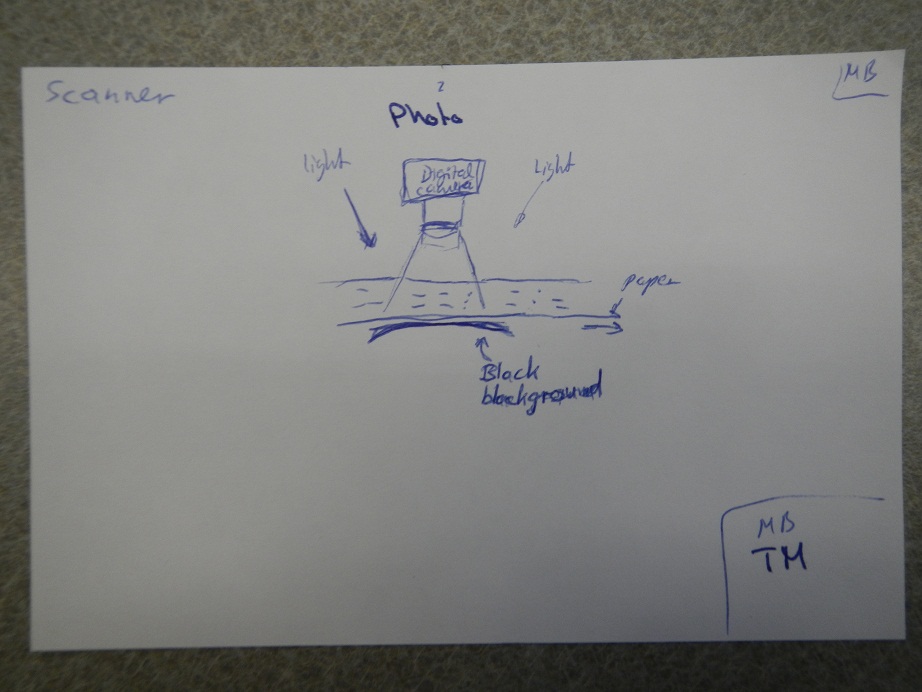 Scanner
MB
2
Photo
light
Light
Digital
camera
paper
Black
blackground
MB
TM